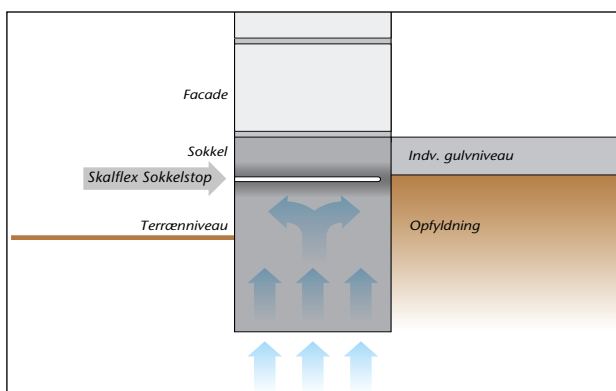 Facade
Sokkel
Indv. gulvniveau
Skalflex Sokkelstop
Terrænniveau
Opfyldning